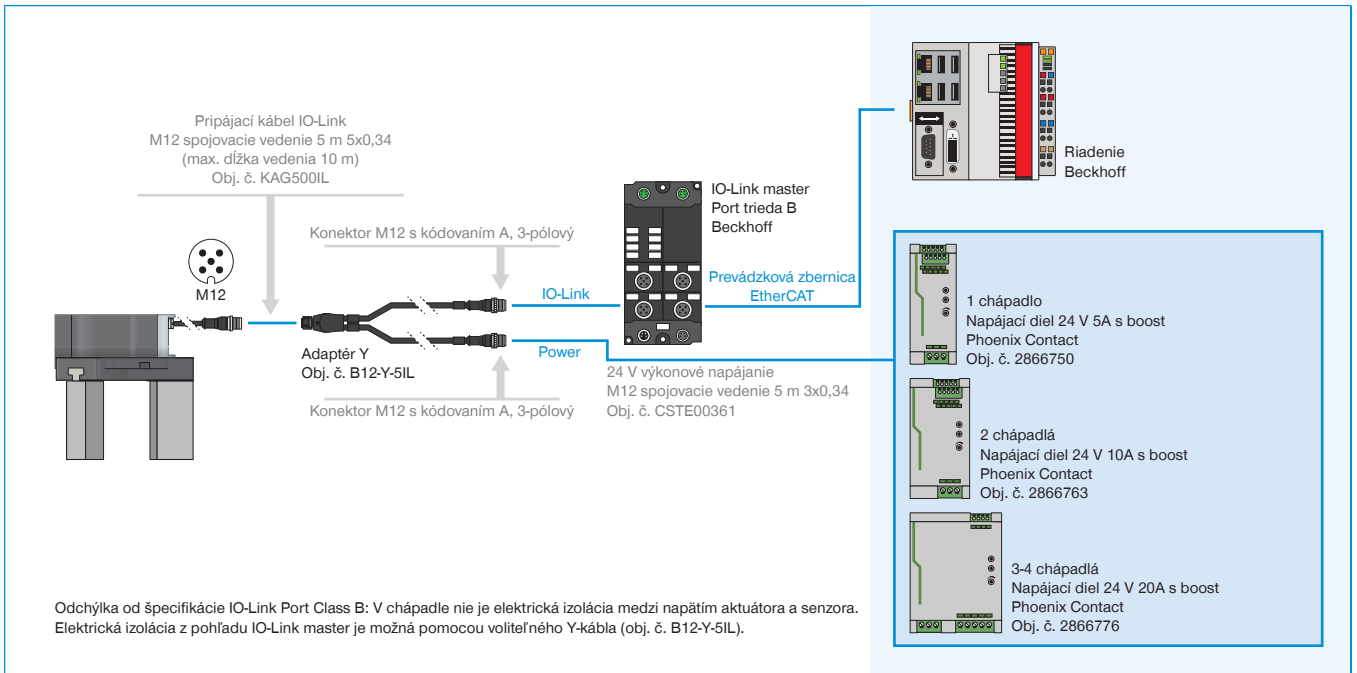 Pripájací kábel IO-Link
M12 spojovacie vedenie 5 m 5x0,34
(max. dĺžka vedenia 10 m)
Obj. č. KAG500IL
M12
Konektor M12 s kódovaním A, 3-pólový
Adaptér Y
Obj. č. B12-Y-5IL
Konektor M12 s kódovaním A, 3-pólový
IO-Link
Power
IO-Link master
Port trieda B
Beckhoff
Prevádzková zbernica
EtherCAT
24 V výkonové napájanie
M12 spojovacie vedenie 5 m 3x0,34
Obj. č. CSTE00361
Riadenie
Beckhoff
1 chápadlo
Napájací diel 24 V 5A s boost
Phoenix Contact
Obj. č. 2866750
2 chápadlá
Napájací diel 24 V 10A s boost
Phoenix Contact
Obj. č. 2866763
3-4 chápadlá
Napájací diel 24 V 20A s boost
Phoenix Contact
Obj. č. 2866776
Odchýlka od špecifikácie IO-Link Port Class B: V chápadle nie je elektrická izolácia medzi napätím aktuátora a senzora.
Elektrická izolácia z pohľadu IO-Link master je možná pomocou voliteľného Y-kábla (obj. č. B12-Y-5IL).